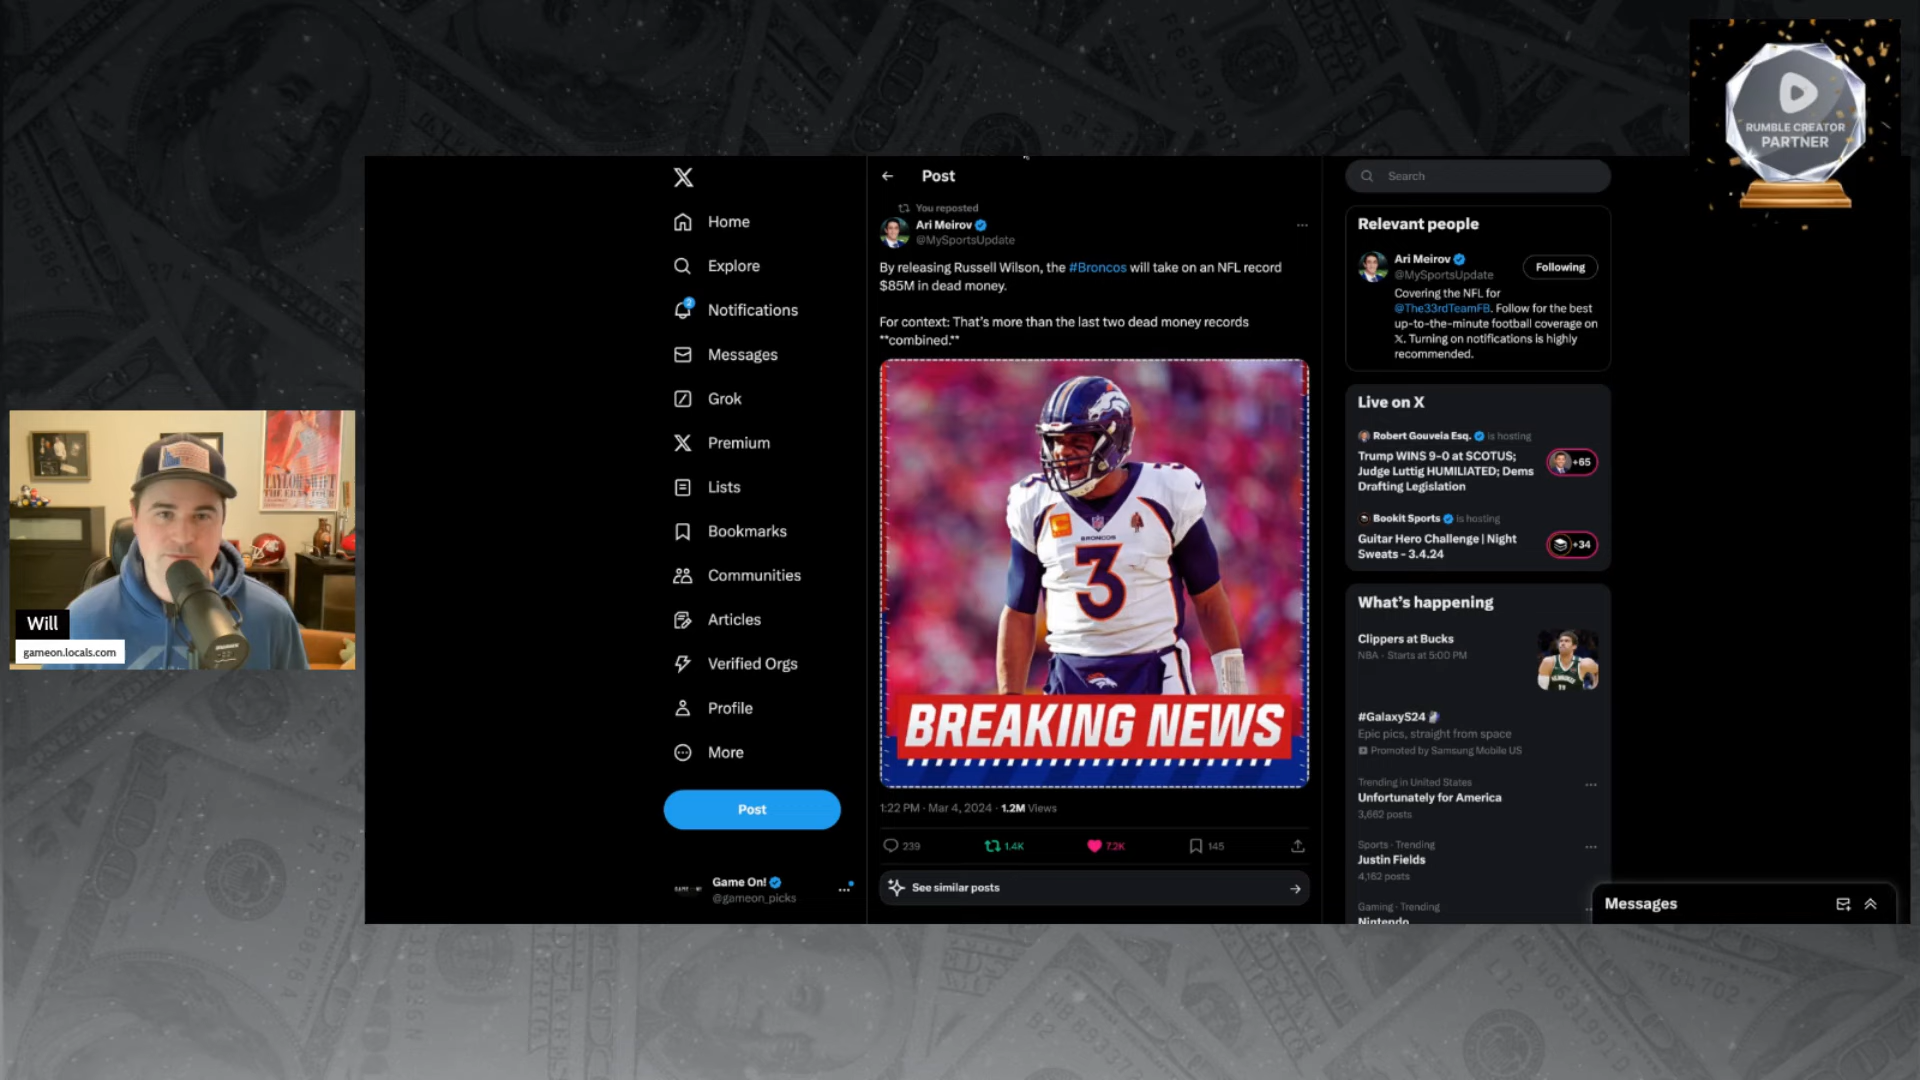 RUMBLE CREATOR
PARTNER
TAYLOR SWIFT
THE ERAS TOUR
Will
gameon.locals.com
Home
Explore
2
Notifications
Messages
Grok
Premium
Lists
Bookmarks
Communities
Articles
Verified Orgs
Profile
More
Post
Game On!
@gameon_picks
Post
You reposted
Ari Meirov
@MySportsUpdate
By releasing Russell Wilson, the #Broncos will take on an NFL record
$85M in dead money.
For context: That's more than the last two dead money records
**combined.**
BRONCOS
3
BREAKING NEWS
1:22 PM · Mar 4, 2024 · 1.2M Views
239
1.4K
7.2K
145
See similar posts
Search
Relevant people
Ari Meirov
@MySportsUpdate
Following
Covering the NFL for
@The33rdTeamFB. Follow for the best
up-to-the-minute football coverage on
X. Turning on notifications is highly
recommended.
Live on X
Robert Gouveia Esq. is hosting
Trump WINS 9-0 at SCOTUS;
Judge Luttig HUMILIATED; Dems
Drafting Legislation
+65
Bookit Sports is hosting
Guitar Hero Challenge | Night
Sweats - 3.4.24
+34
What's happening
Clippers at Bucks
NBA · Starts at 5:00 PM
#GalaxyS24
Epic pics, straight from space
Promoted by Samsung Mobile US
Trending in United States
Unfortunately for America
3,662 posts
Sports · Trending
Justin Fields
4,162 posts
Gaming · Trending
Nintendo
Messages